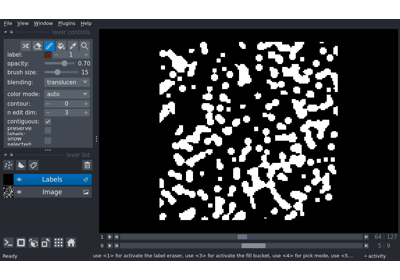 File View Window Plugins Help
layer controls
label: 1
opacity: 0.70
brush size: 15
blending: translucen
color mode: auto
contour: 0
n edit dim: 3
contiguous:
preserve labels:
show selected:
layer list
Labels
Image
1 64 127
0 5 9
Ready
use <1> for activate the label eraser, use <3> for activate the fill bucket, use <4> for pick mode, use <5...
activity